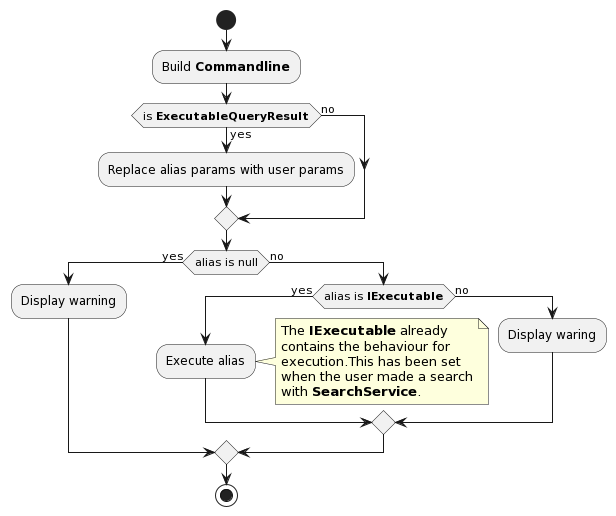 Build Commandline
is ExecutableQueryResult
no
yes
Replace alias params with user params
yes
alias is null
no
Display warning
yes
alias is IExecutable
no
Execute alias
The IExecutable already
contains the behaviour for
execution.This has been set
when the user made a search
with SearchService.
Display waring